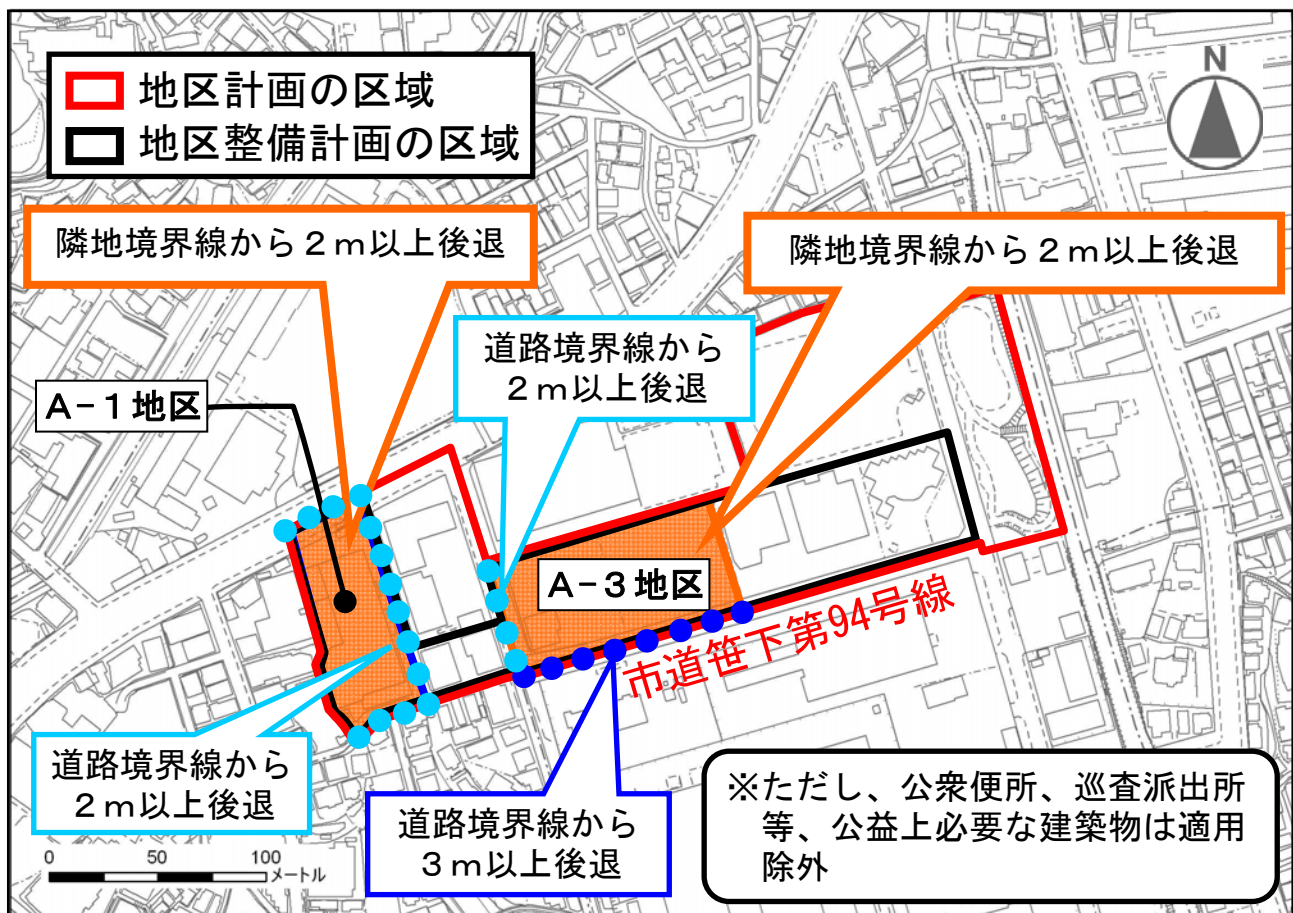 地区計画の区域
地区整備計画の区域
N
隣地境界線から２ｍ以上後退
隣地境界線から２ｍ以上後退
道路境界線から
２ｍ以上後退
A-1地区
A-3地区
市道笹下第94号線
道路境界線から
２ｍ以上後退
道路境界線から
３ｍ以上後退
※ただし、公衆便所、巡査派出所
等、公益上必要な建築物は適用
除外
0 50 100
メートル